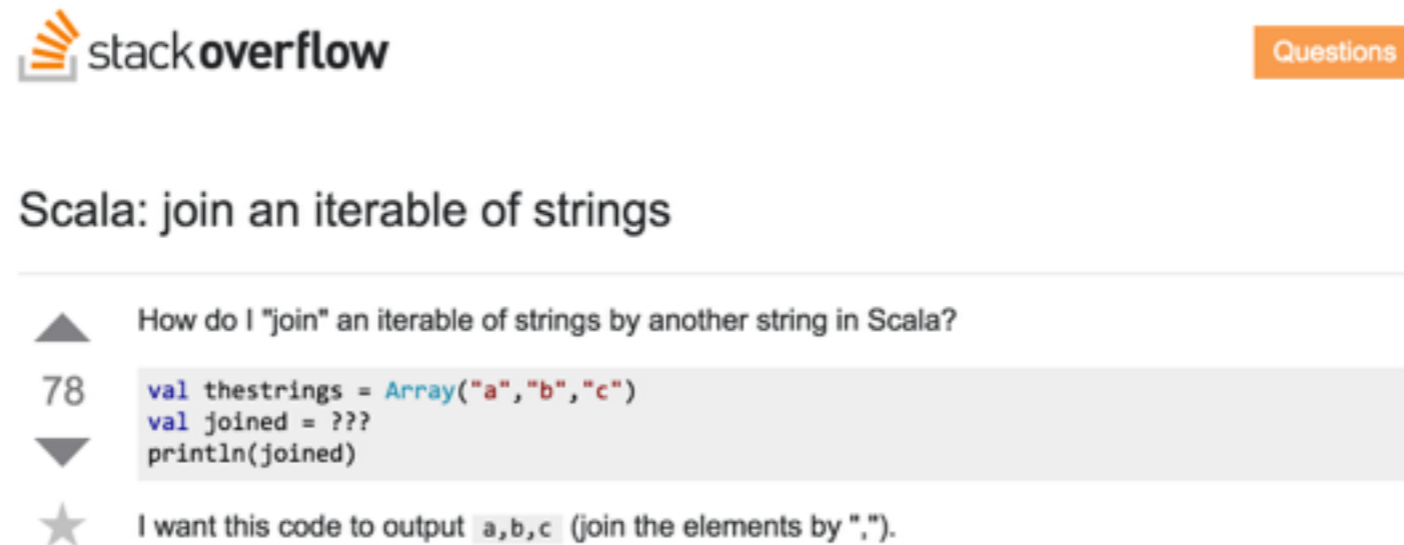 stackoverflow
Questions
Scala: join an iterable of strings
How do I "join" an iterable of strings by another string in Scala?
78
val thestrings = Array("a","b","c")
val joined = ???
println(joined)
I want this code to output a,b,c (join the elements by ",").